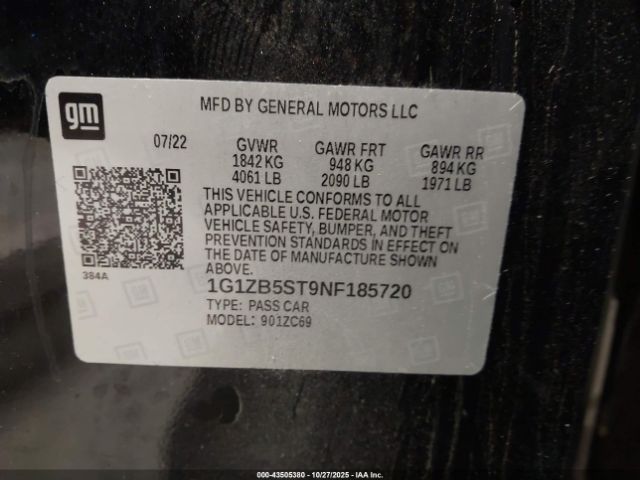 gm
MFD BY GENERAL MOTORS LLC
07/22 GVWR GAWR FRT GAWR RR
1842 KG 948 KG 894 KG
4061 LB 2090 LB 1971 LB
THIS VEHICLE CONFORMS TO ALL
APPLICABLE U.S. FEDERAL MOTOR
VEHICLE SAFETY, BUMPER, AND THEFT
PREVENTION STANDARDS IN EFFECT ON
THE DATE OF MANUFACTURE SHOWN
ABOVE.
384A
1G1ZB5ST9NF185720
TYPE: PASS CAR
MODEL: 901ZC69
000-43505380 | 10/27/2025 | IAAI.COM